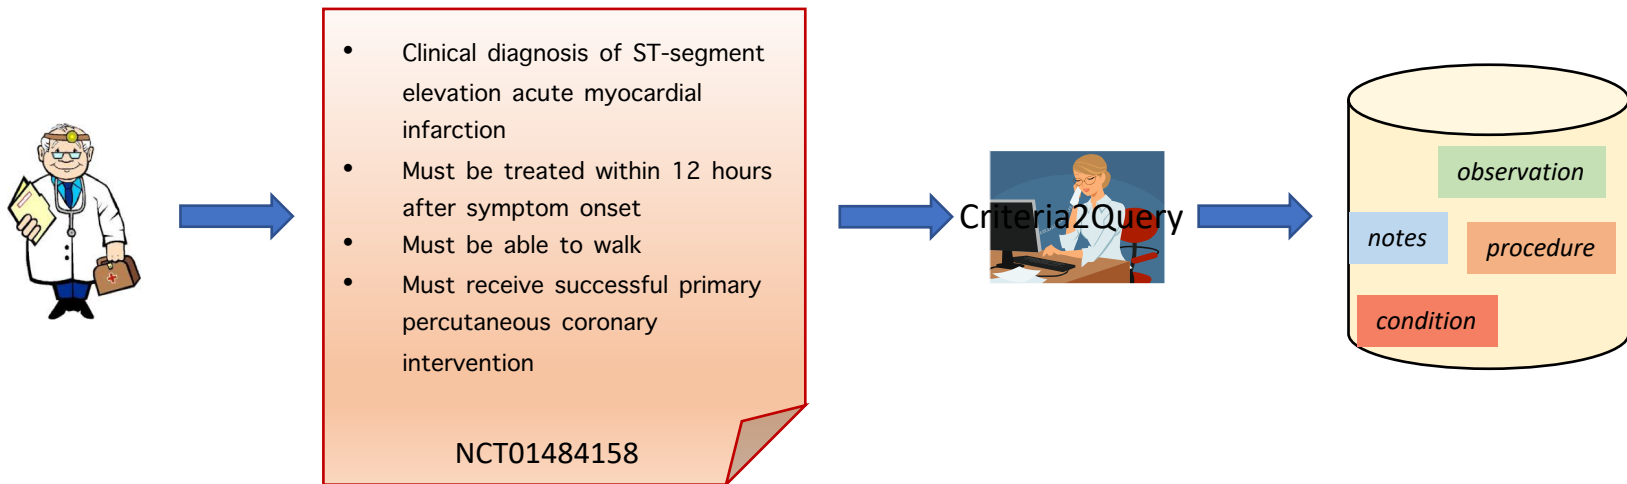 • Clinical diagnosis of ST-segment
elevation acute myocardial
infarction
• Must be treated within 12 hours
after symptom onset
• Must be able to walk
• Must receive successful primary
percutaneous coronary
intervention
NCT01484158
Criteria2Query
observation
notes
procedure
condition